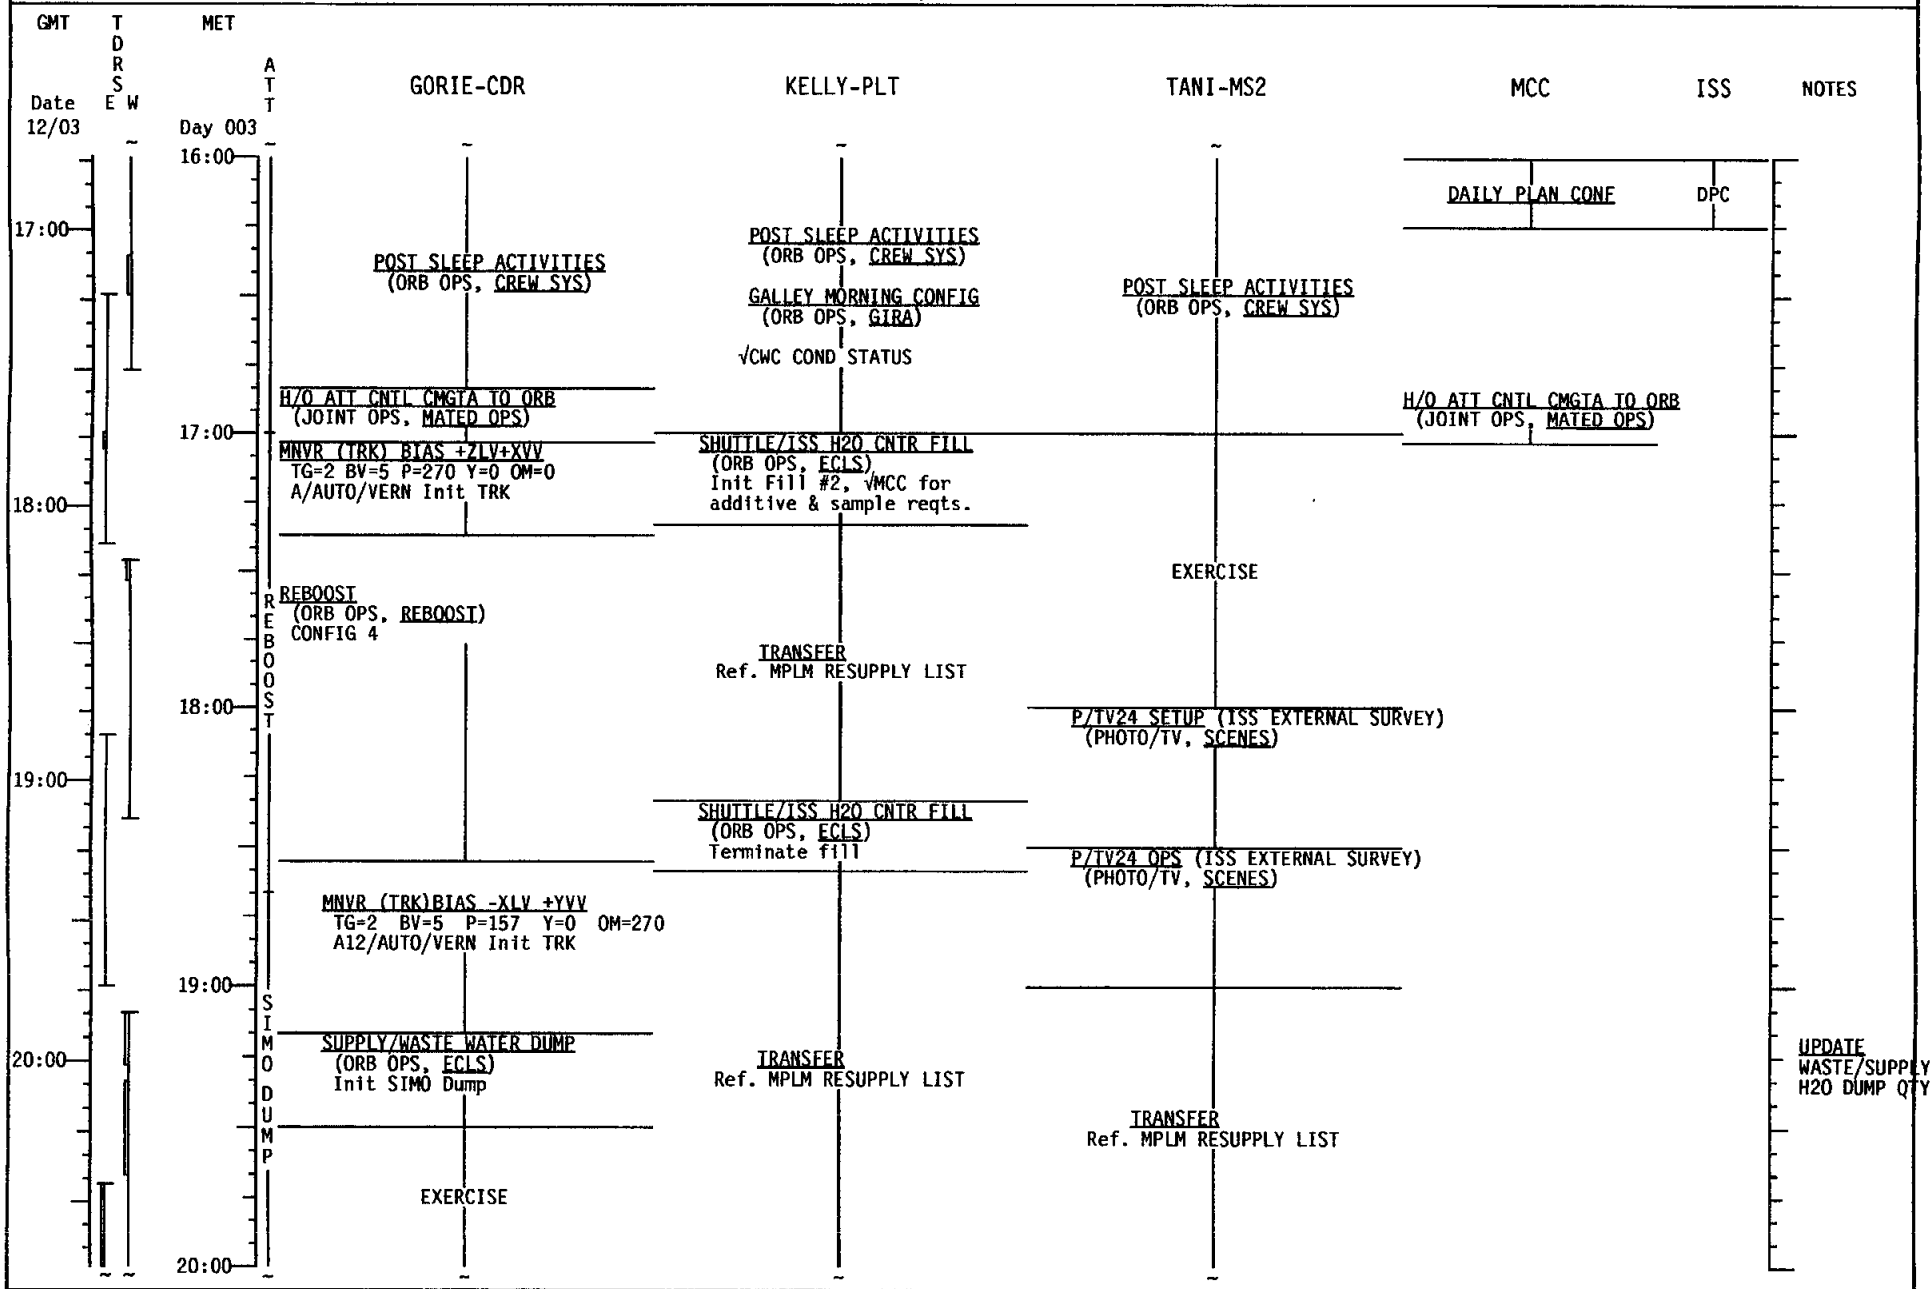 GMT
TDRS
MET
ATT
GORIE-CDR
KELLY-PLT
TANI-MS2
MCC
ISS
NOTES
Date
E W
12/03
Day 003
16:00
17:00
18:00
19:00
20:00
17:00
18:00
19:00
20:00
REBOOST
SIMO DUMP
POST SLEEP ACTIVITIES
(ORB OPS, CREW SYS)
H/O ATT CNTL CMGTA TO ORB
(JOINT OPS, MATED OPS)
MNVR (TRK) BIAS +ZLV+XVV
TG=2 BV=5 P=270 Y=0 OM=0
A/AUTO/VERN Init TRK
REBOOST
(ORB OPS, REBOOST)
CONFIG 4
MNVR (TRK)BIAS -XLV +YVV
TG=2 BV=5 P=157 Y=0 OM=270
A12/AUTO/VERN Init TRK
SUPPLY/WASTE WATER DUMP
(ORB OPS, ECLS)
Init SIMO Dump
EXERCISE
POST SLEEP ACTIVITIES
(ORB OPS, CREW SYS)
GALLEY MORNING CONFIG
(ORB OPS, GIRA)
√CWC COND STATUS
SHUTTLE/ISS H2O CNTR FILL
(ORB OPS, ECLS)
Init Fill #2, √MCC for
additive & sample reqts.
TRANSFER
Ref. MPLM RESUPPLY LIST
SHUTTLE/ISS H2O CNTR FILL
(ORB OPS, ECLS)
Terminate fill
TRANSFER
Ref. MPLM RESUPPLY LIST
POST SLEEP ACTIVITIES
(ORB OPS, CREW SYS)
EXERCISE
P/TV24 SETUP (ISS EXTERNAL SURVEY)
(PHOTO/TV, SCENES)
P/TV24 OPS (ISS EXTERNAL SURVEY)
(PHOTO/TV, SCENES)
TRANSFER
Ref. MPLM RESUPPLY LIST
DAILY PLAN CONF
DPC
H/O ATT CNTL CMGTA TO ORB
(JOINT OPS, MATED OPS)
UPDATE
WASTE/SUPPLY
H2O DUMP QTY